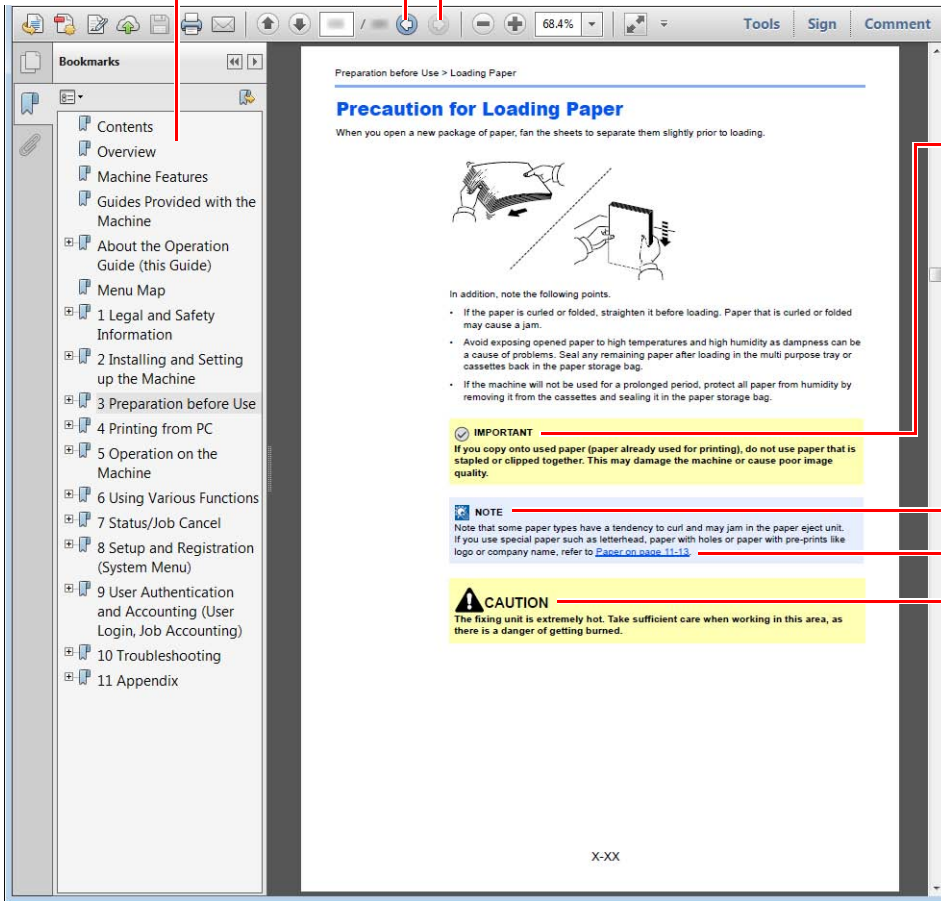 /
68.4%
Tools
Sign
Comment
Bookmarks
Contents
Overview
Machine Features
Guides Provided with the
Machine
About the Operation
Guide (this Guide)
Menu Map
1 Legal and Safety
Information
2 Installing and Setting
up the Machine
3 Preparation before Use
4 Printing from PC
5 Operation on the
Machine
6 Using Various Functions
7 Status/Job Cancel
8 Setup and Registration
(System Menu)
9 User Authentication
and Accounting (User
Login, Job Accounting)
10 Troubleshooting
11 Appendix
Preparation before Use > Loading Paper
Precaution for Loading Paper
When you open a new package of paper, fan the sheets to separate them slightly prior to loading.
In addition, note the following points.
• If the paper is curled or folded, straighten it before loading. Paper that is curled or folded
may cause a jam.
• Avoid exposing opened paper to high temperatures and high humidity as dampness can be
a cause of problems. Seal any remaining paper after loading in the multi purpose tray or
cassettes back in the paper storage bag.
• If the machine will not be used for a prolonged period, protect all paper from humidity by
removing it from the cassettes and sealing it in the paper storage bag.
IMPORTANT
If you copy onto used paper (paper already used for printing), do not use paper that is
stapled or clipped together. This may damage the machine or cause poor image
quality.
NOTE
Note that some paper types have a tendency to curl and may jam in the paper eject unit.
If you use special paper such as letterhead, paper with holes or paper with pre-prints like
logo or company name, refer to Paper on page 11-13.
CAUTION
The fixing unit is extremely hot. Take sufficient care when working in this area, as
there is a danger of getting burned.
X-XX